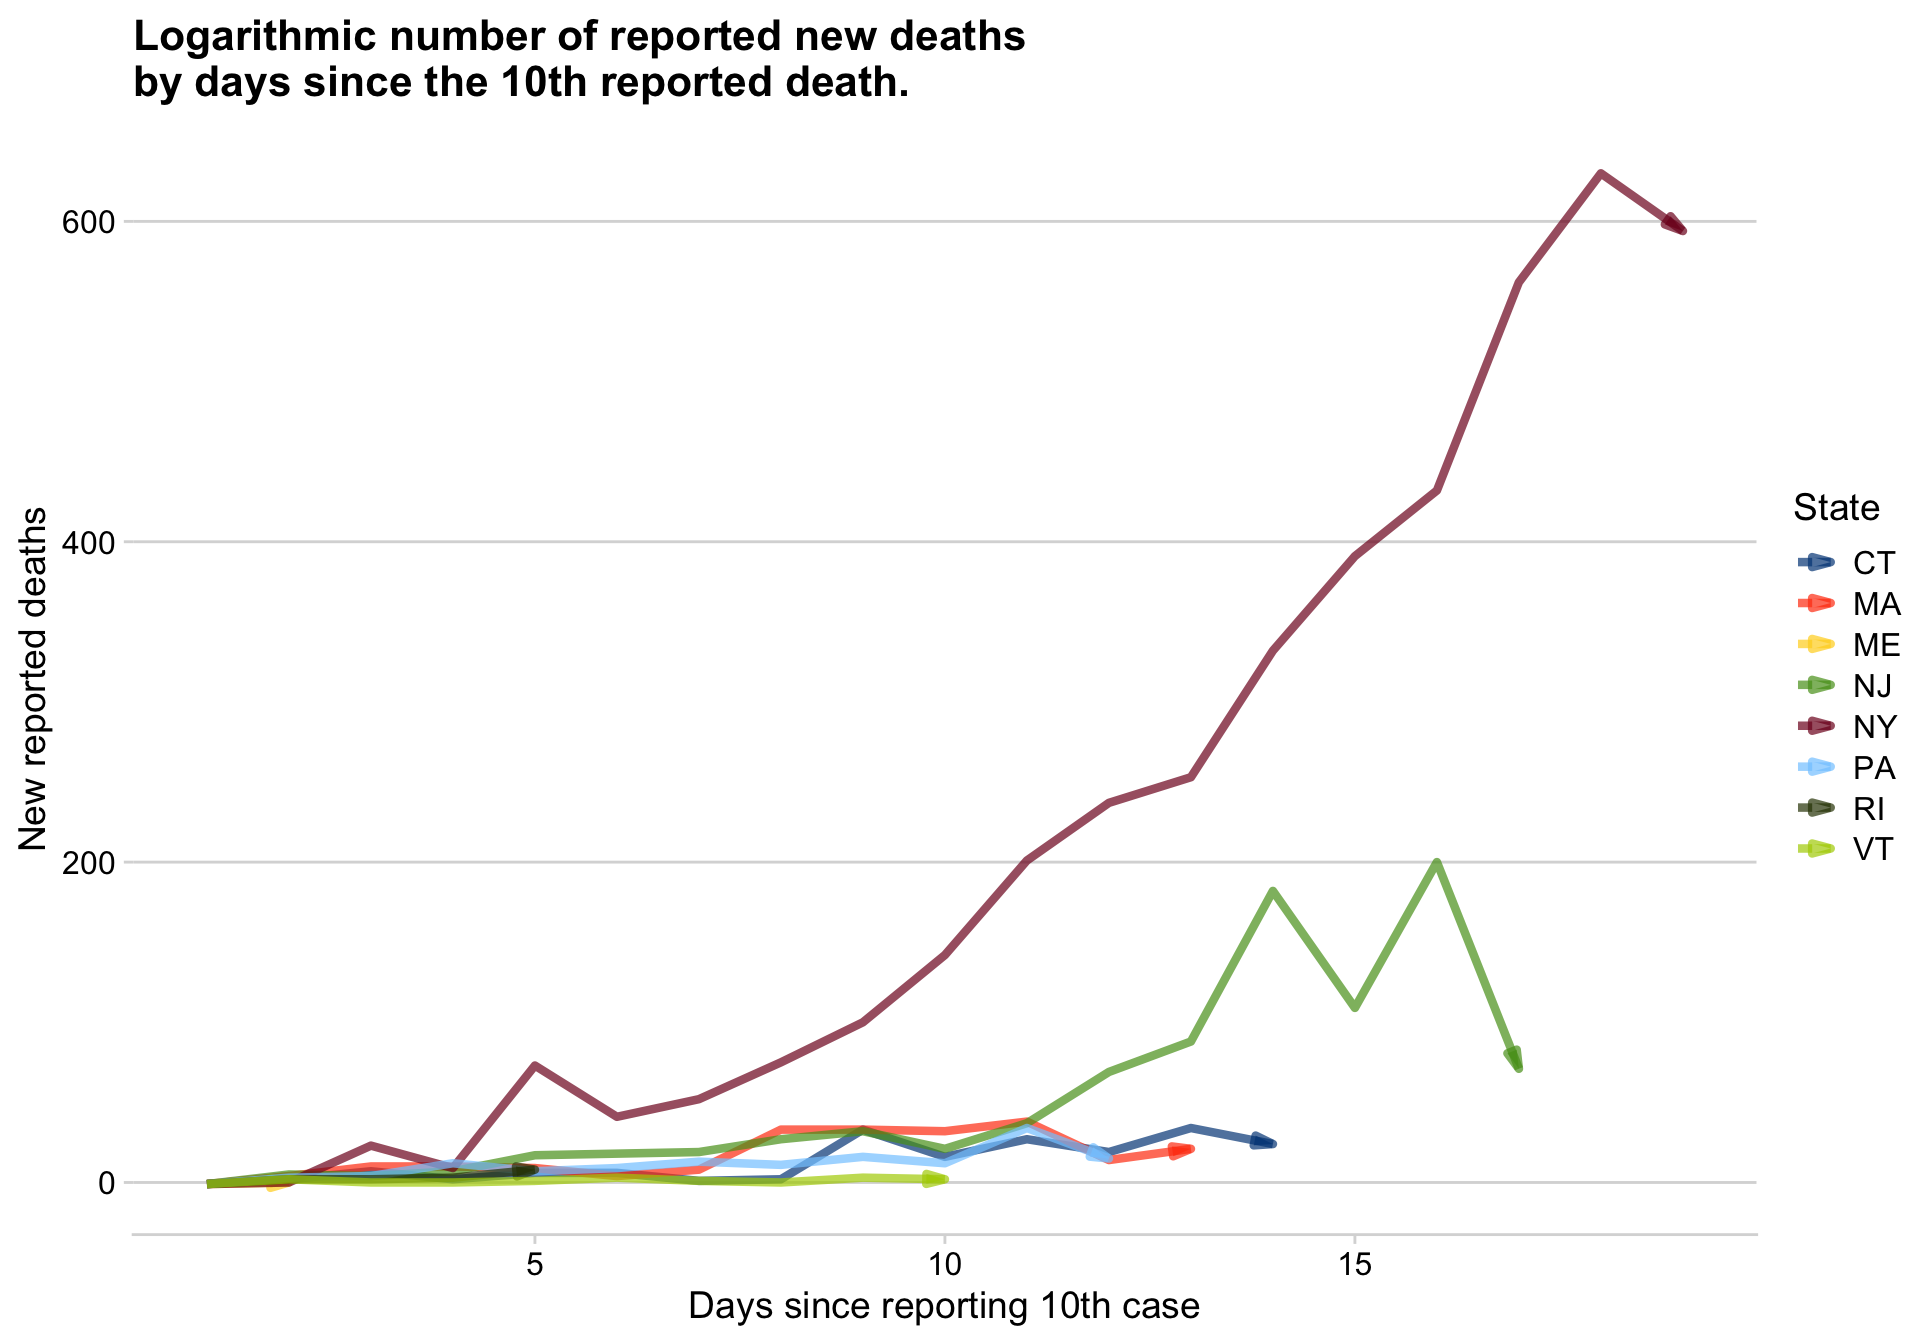 Logarithmic number of reported new deaths
by days since the 10th reported death.
New reported deaths
600
400
200
0
5
10
15
Days since reporting 10th case
State
CT
MA
ME
NJ
NY
PA
RI
VT